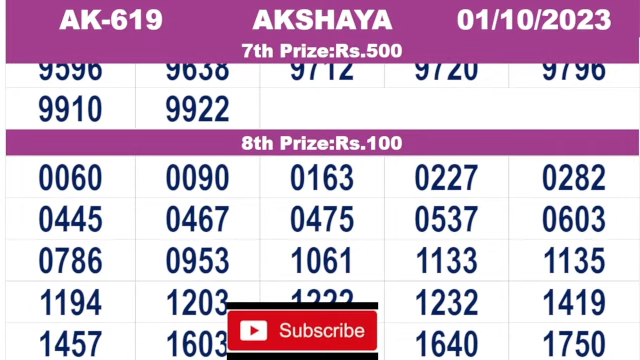 AK-619 AKSHAYA 01/10/2023
7th Prize:Rs.500
9596 9638 9712 9720 9796
9910 9922
8th Prize:Rs.100
0060 0090 0163 0227 0282
0445 0467 0475 0537 0603
0786 0953 1061 1133 1135
1194 1203 1222 1232 1419
1457 1603 1640 1750
Subscribe